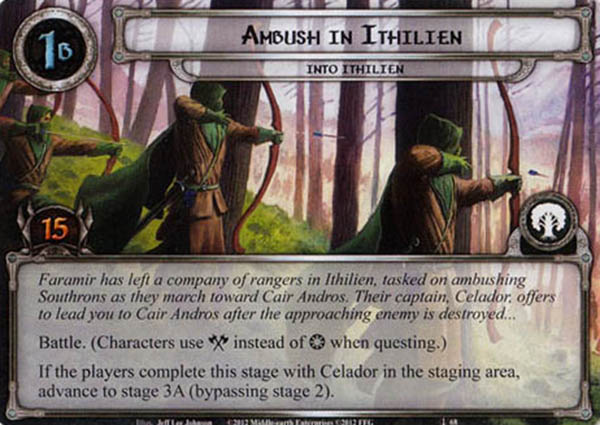 1B
AMBUSH IN ITHILIEN
INTO ITHILIEN
15
Faramir has left a company of rangers in Ithilien, tasked on ambushing
Southrons as they march toward Cair Andros. Their captain, Celador, offers
to lead you to Cair Andros after the approaching enemy is destroyed...
Battle. (Characters use instead of when questing.)
If the players complete this stage with Celador in the staging area,
advance to stage 3A (bypassing stage 2).
Illus. Jeff Lee Johnson ©2012 Middle-earth Enterprises ©2012 FFG 68